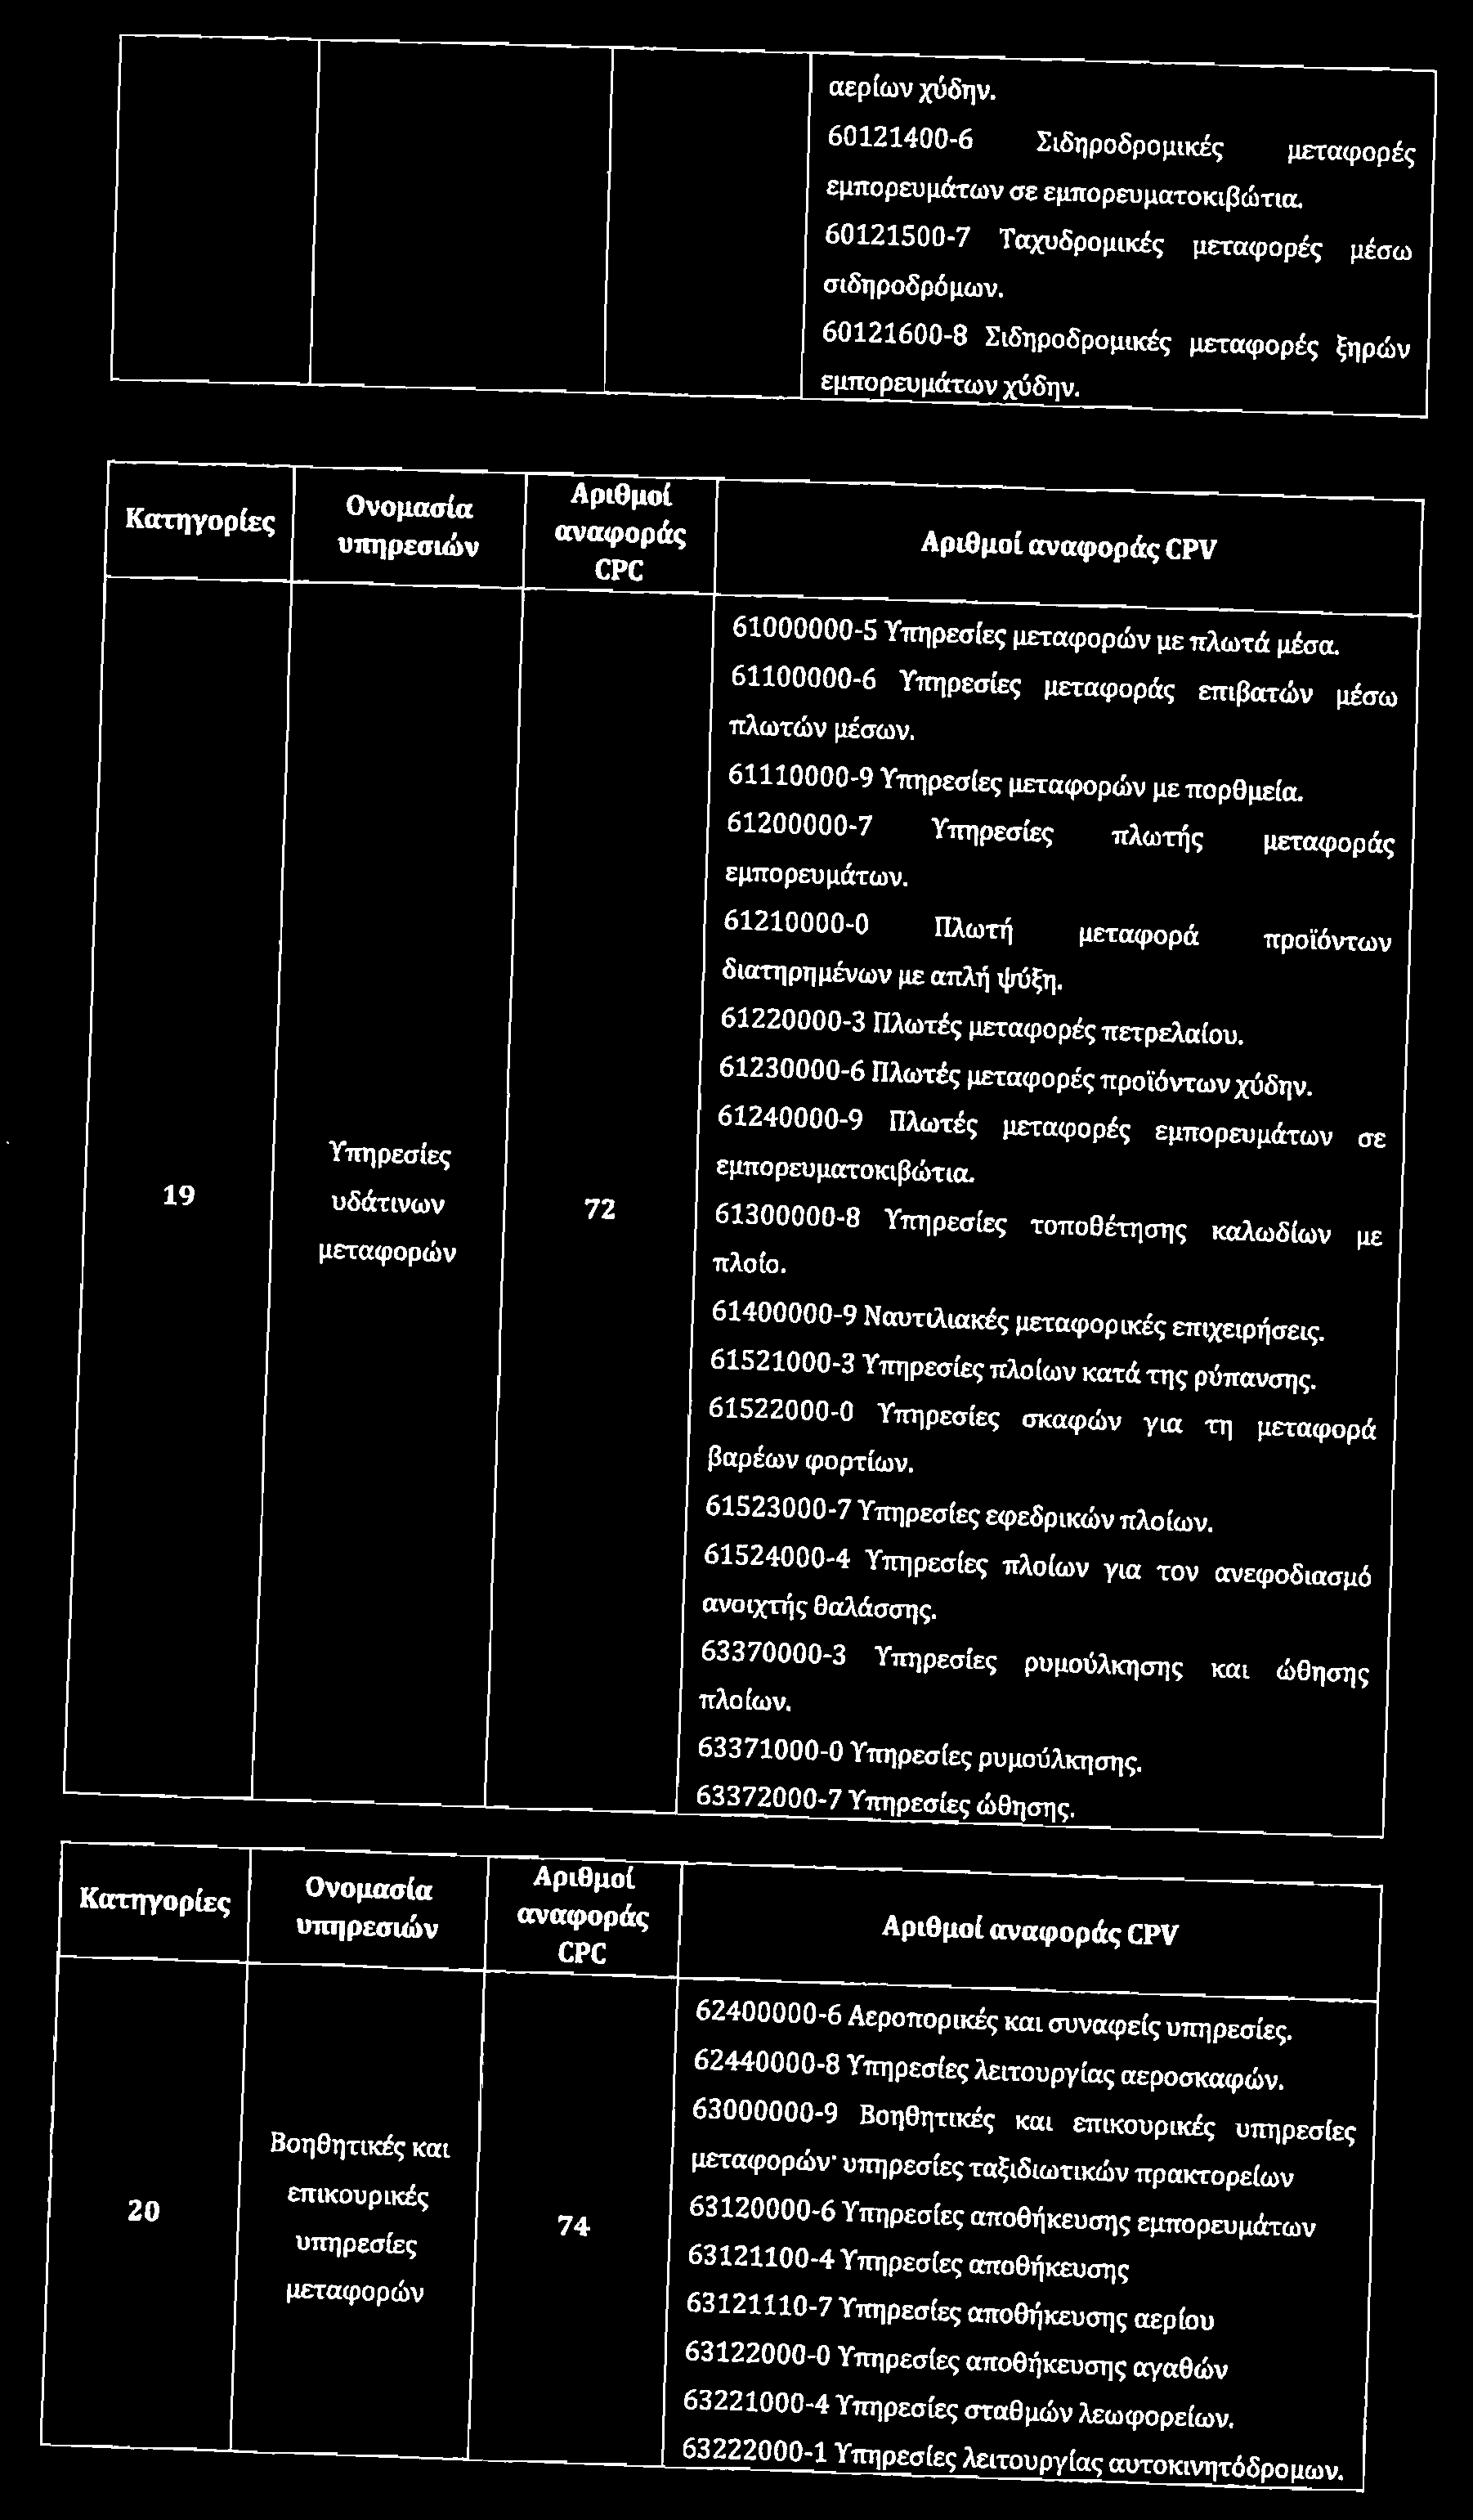 αερίων χύδην.
60121400-6 Σιδηροδρομικές μεταφορές
εμπορευμάτων σε εμπορευματοκιβώτια.
60121500-7 Ταχυδρομικές μεταφορές μέσω
σιδηροδρόμων.
60121600-8 Σιδηροδρομικές μεταφορές ξηρών
εμπορευμάτων χύδην.
Κατηγορίες
Ονομασία
υπηρεσιών
Αριθμοί
αναφοράς
CPC
Αριθμοί αναφοράς CPV
19
Υπηρεσίες
υδάτινων
μεταφορών
72
61000000-5 Υπηρεσίες μεταφορών με πλωτά μέσα.
61100000-6 Υπηρεσίες μεταφοράς επιβατών μέσω
πλωτών μέσων.
61110000-9 Υπηρεσίες μεταφορών με πορθμεία.
61200000-7 Υπηρεσίες πλωτής μεταφοράς
εμπορευμάτων.
61210000-0 Πλωτή μεταφορά προϊόντων
διατηρημένων με απλή ψύξη.
61220000-3 Πλωτές μεταφορές πετρελαίου.
61230000-6 Πλωτές μεταφορές προϊόντων χύδην.
61240000-9 Πλωτές μεταφορές εμπορευμάτων σε
εμπορευματοκιβώτια.
61300000-8 Υπηρεσίες τοποθέτησης καλωδίων με
πλοίο.
61400000-9 Ναυτιλιακές μεταφορικές επιχειρήσεις.
61521000-3 Υπηρεσίες πλοίων κατά της ρύπανσης.
61522000-0 Υπηρεσίες σκαφών για τη μεταφορά
βαρέων φορτίων.
61523000-7 Υπηρεσίες εφεδρικών πλοίων.
61524000-4 Υπηρεσίες πλοίων για τον ανεφοδιασμό
ανοιχτής θαλάσσης.
63370000-3 Υπηρεσίες ρυμούλκησης και ώθησης
πλοίων.
63371000-0 Υπηρεσίες ρυμούλκησης.
63372000-7 Υπηρεσίες ώθησης.
Κατηγορίες
Ονομασία
υπηρεσιών
Αριθμοί
αναφοράς
CPC
Αριθμοί αναφοράς CPV
20
Βοηθητικές και
επικουρικές
υπηρεσίες
μεταφορών
74
62400000-6 Αεροπορικές και συναφείς υπηρεσίες.
62440000-8 Υπηρεσίες λειτουργίας αεροσκαφών.
63000000-9 Βοηθητικές και επικουρικές υπηρεσίες
μεταφορών· υπηρεσίες ταξιδιωτικών πρακτορείων
63120000-6 Υπηρεσίες αποθήκευσης εμπορευμάτων
63121100-4 Υπηρεσίες αποθήκευσης
63121110-7 Υπηρεσίες αποθήκευσης αερίου
63122000-0 Υπηρεσίες αποθήκευσης αγαθών
63221000-4 Υπηρεσίες σταθμών λεωφορείων.
63222000-1 Υπηρεσίες λειτουργίας αυτοκινητόδρομων.